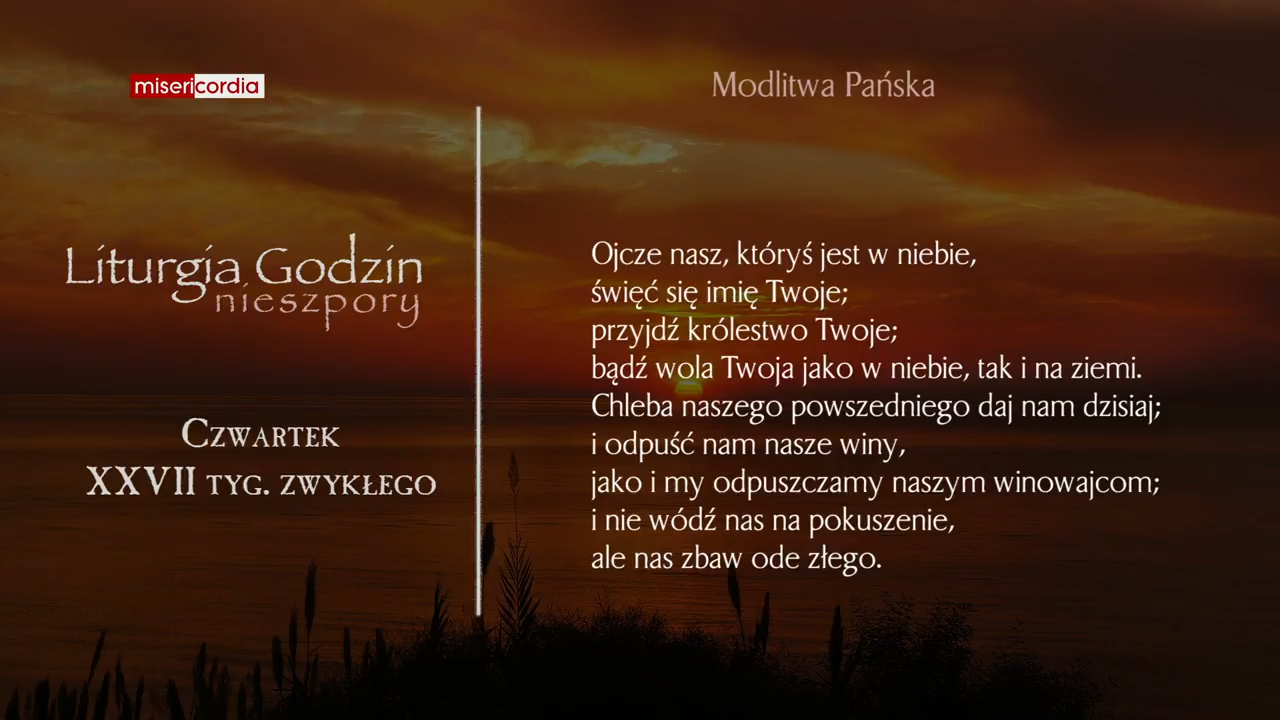 misericordia
Liturgia Godzin
nieszpory
Czwartek
XXVII tyg. zwykłego
Modlitwa Pańska
Ojcze nasz, któryś jest w niebie,
święć się imię Twoje;
przyjdź królestwo Twoje;
bądź wola Twoja jako w niebie, tak i na ziemi.
Chleba naszego powszedniego daj nam dzisiaj;
i odpuść nam nasze winy,
jako i my odpuszczamy naszym winowajcom;
i nie wódź nas na pokuszenie,
ale nas zbaw ode złego.